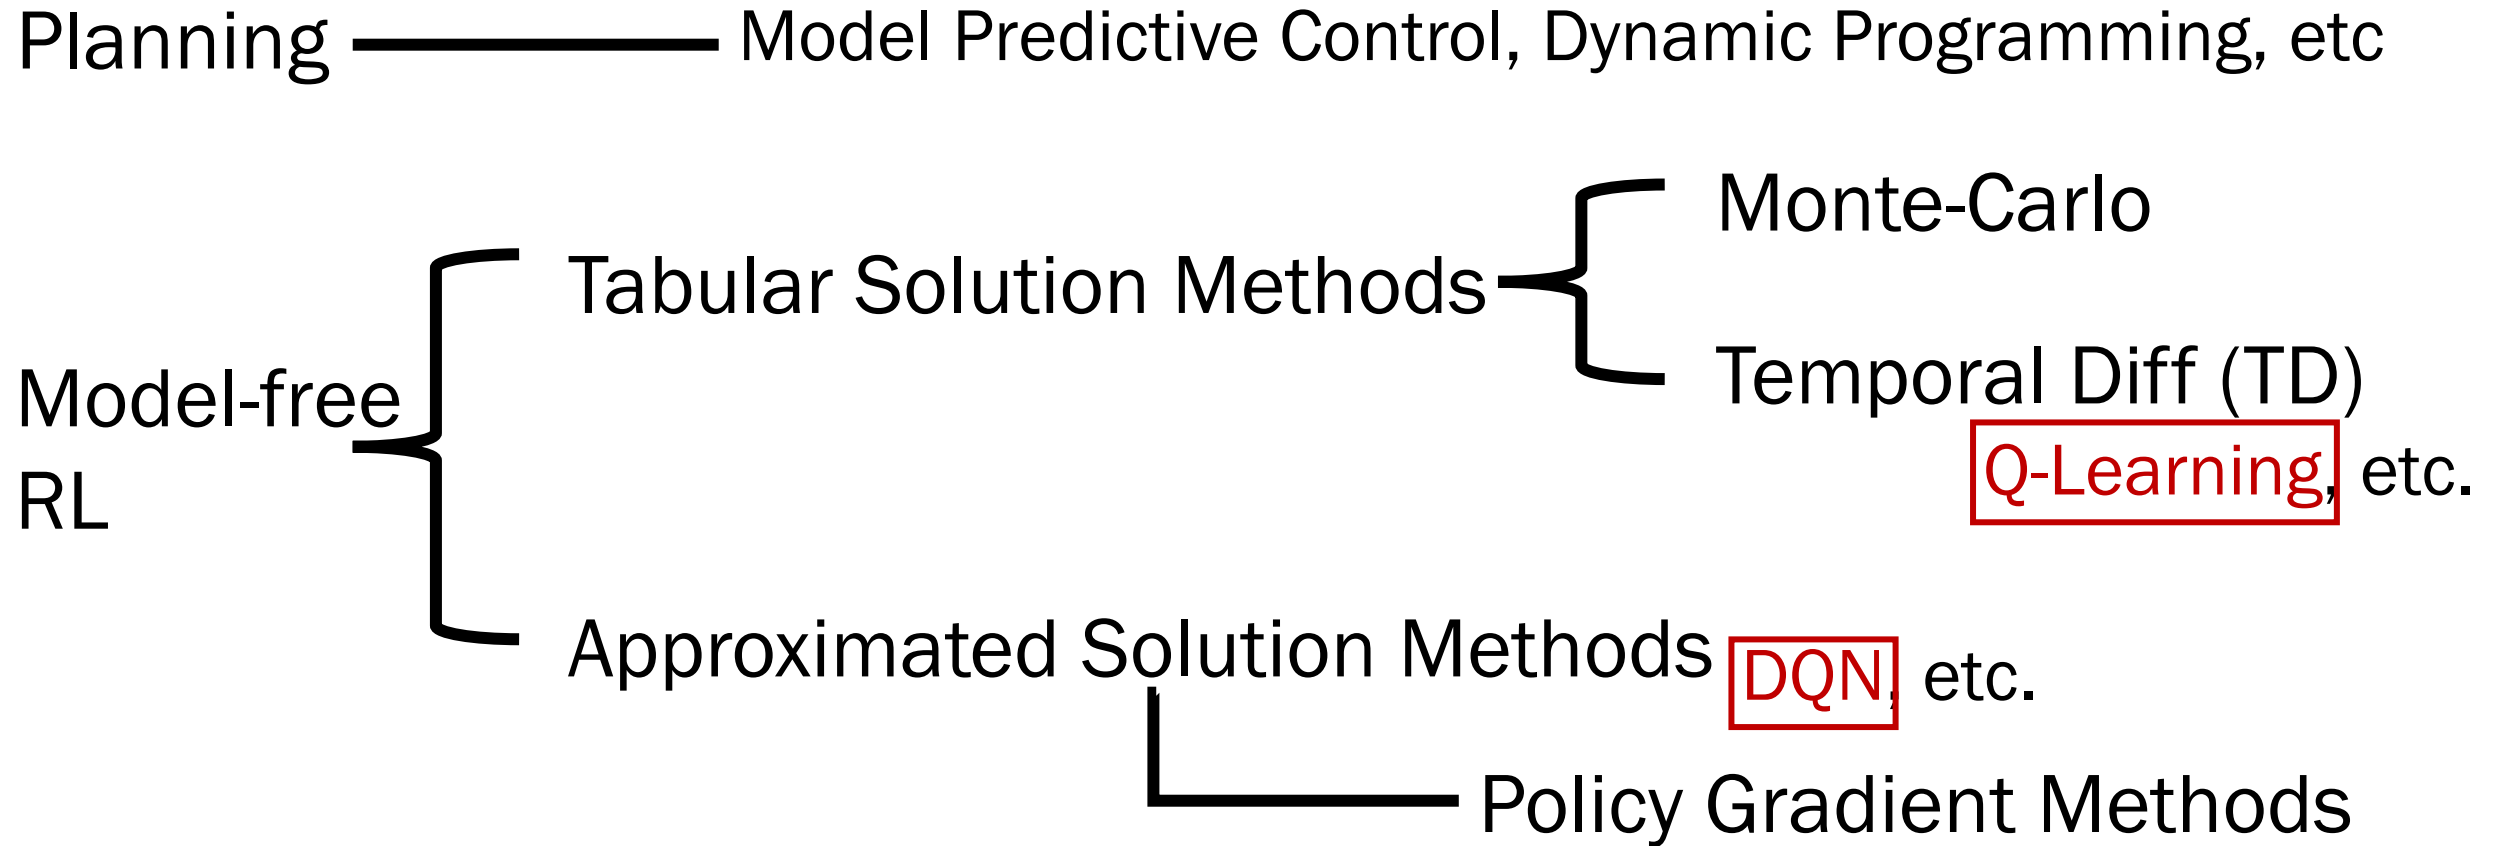 Planning
Model Predictive Control, Dynamic Programming, etc
Monte-Carlo
Tabular Solution Methods
Temporal Diff (TD)
Q-Learning, etc.
Model-free
RL
Approximated Solution Methods
DQN, etc.
Policy Gradient Methods